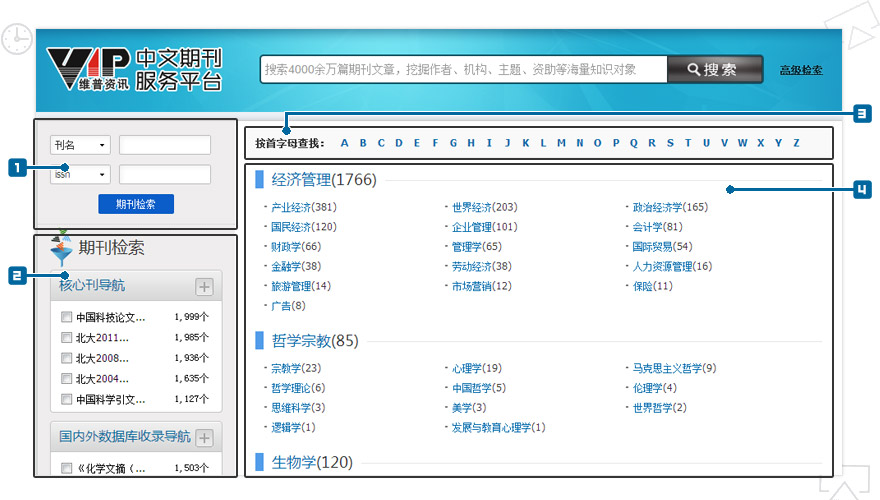 VIP 维普资讯
中文期刊
服务平台
搜索4000余万篇期刊文章，挖掘作者、机构、主题、资助等海量知识对象
搜索
高级检索
3
刊名
1
issn
期刊检索
按首字母查找： A B C D E F G H I J K L M N O P Q R S T U V W X Y Z
2
期刊检索
核心刊导航
中国科技论文... 1,999个
北大2011... 1,985个
北大2008... 1,936个
北大2004... 1,635个
中国科学引文... 1,127个
国内外数据库收录导航
《化学文摘（... 1,503个
4
经济管理(1766)
产业经济(381) 世界经济(203) 政治经济学(165)
国民经济(120) 企业管理(101) 会计学(81)
财政学(66) 管理学(65) 国际贸易(54)
金融学(38) 劳动经济(38) 人力资源管理(16)
旅游管理(14) 市场营销(12) 保险(11)
广告(8)
哲学宗教(85)
宗教学(23) 心理学(19) 马克思主义哲学(9)
哲学理论(6) 中国哲学(5) 伦理学(4)
思维科学(3) 美学(3) 世界哲学(2)
逻辑学(1) 发展与教育心理学(1)
生物学(120)